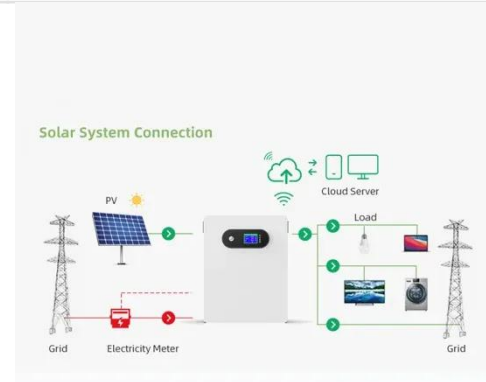 Solar System Connection
Cloud Server
PV
Load
Grid
Electricity Meter
Grid